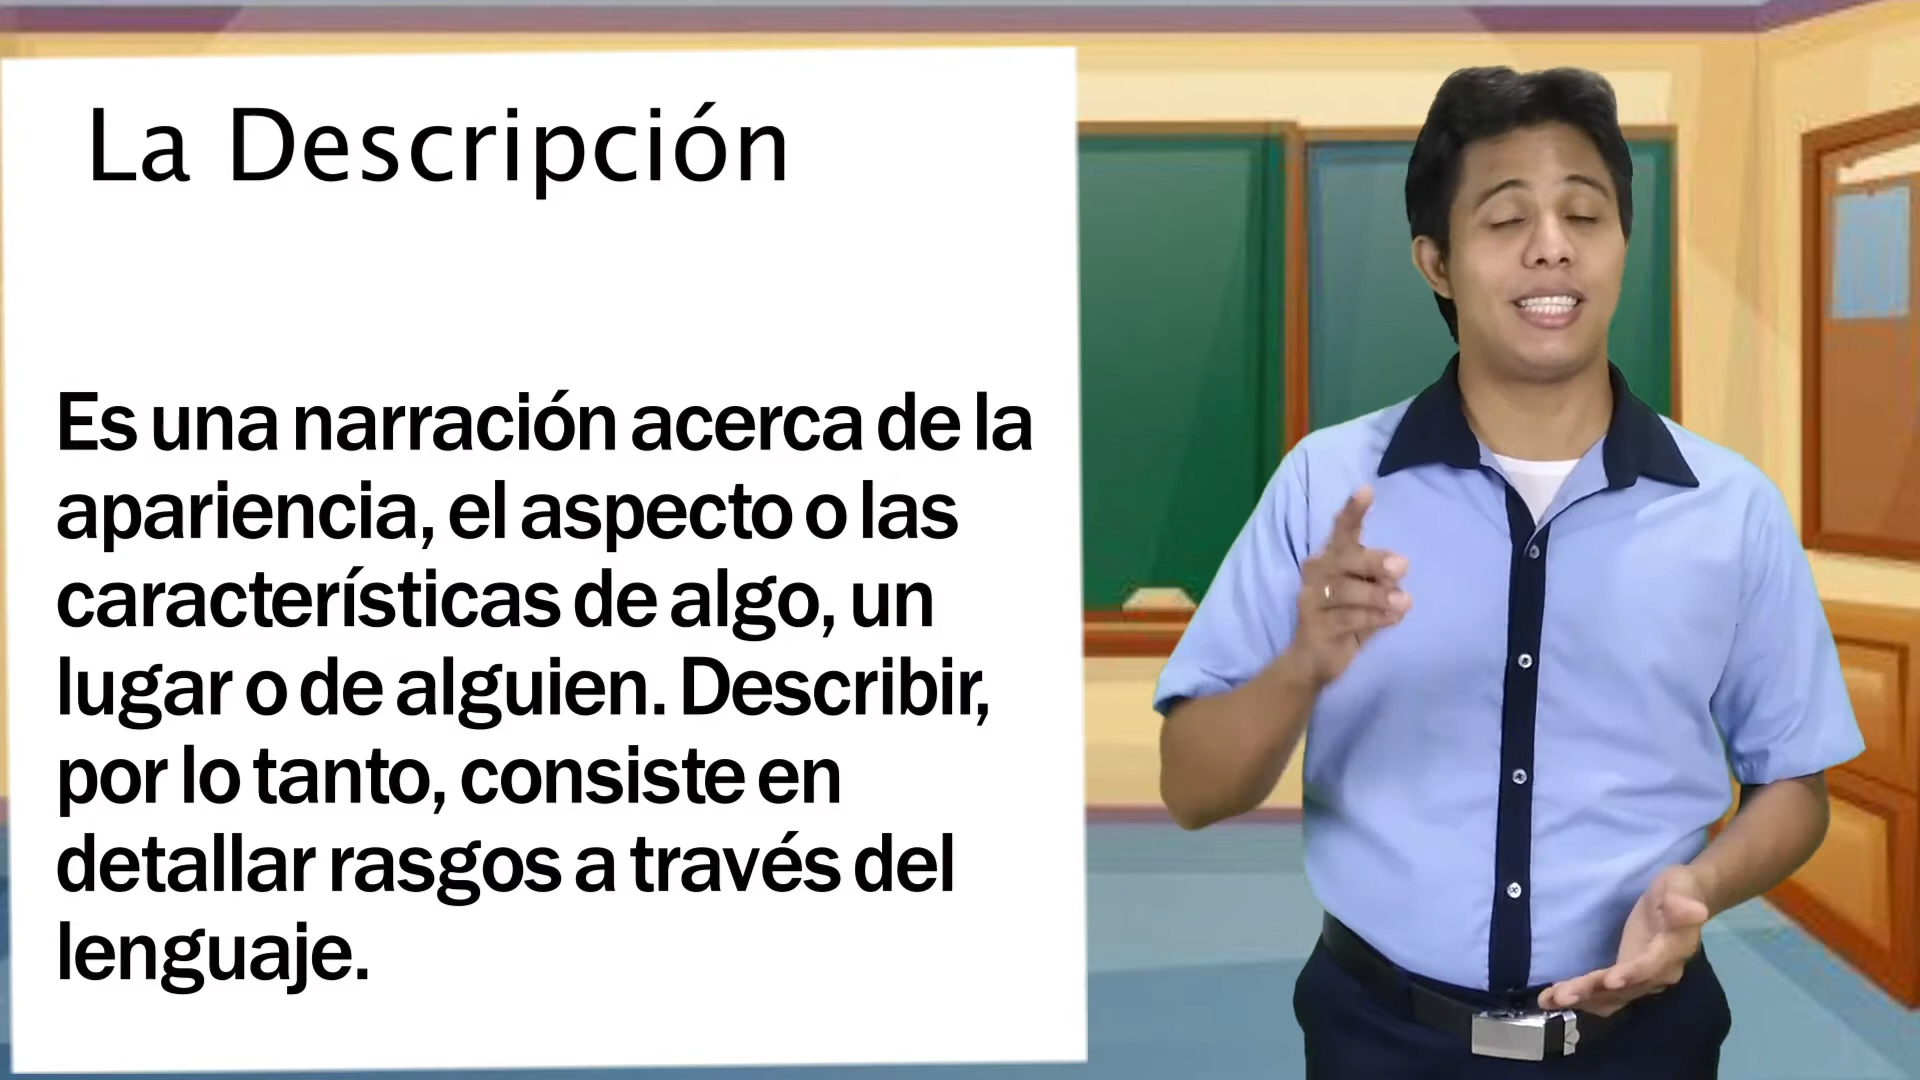 La Descripción
Es una narración acerca de la
apariencia, el aspecto o las
características de algo, un
lugar o de alguien. Describir,
por lo tanto, consiste en
detallar rasgos a través del
lenguaje.